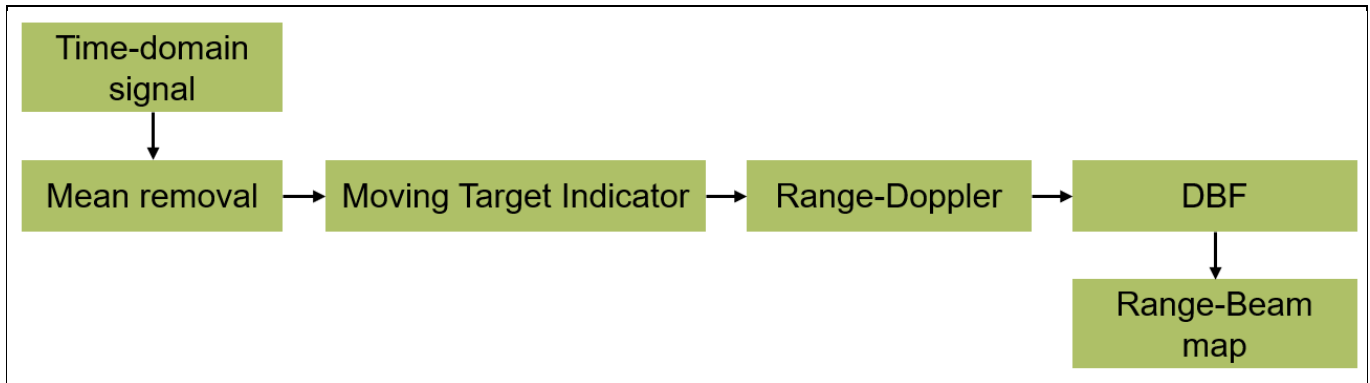 Time-domain
signal
Mean removal
Moving Target Indicator
Range-Doppler
DBF
Range-Beam
map